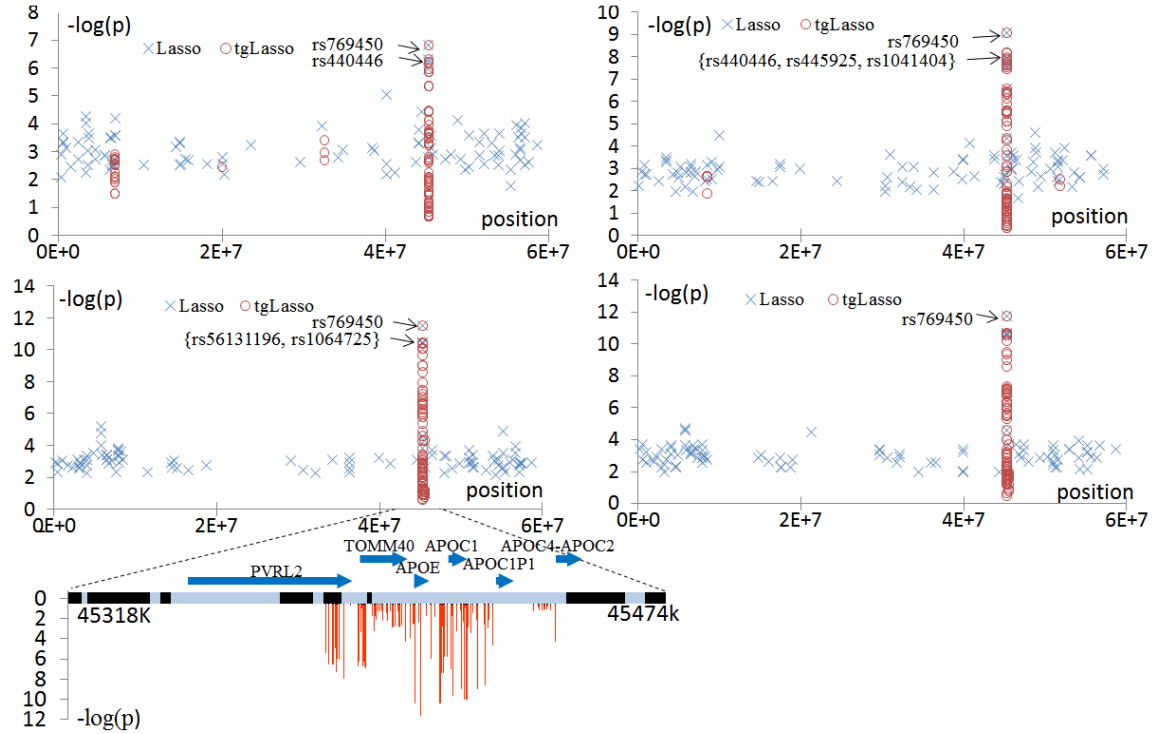 -log(p)
× Lasso ○ tgLasso
rs769450
rs440446
8
7
6
5
4
3
2
1
0
position
0E+0 2E+7 4E+7 6E+7
-log(p)
× Lasso ○ tgLasso
rs769450
{rs440446, rs445925, rs1041404}
10
9
8
7
6
5
4
3
2
1
0
position
0E+0 2E+7 4E+7 6E+7
-log(p)
× Lasso ○ tgLasso
rs769450
{rs56131196, rs1064725}
14
12
10
8
6
4
2
0
position
0E+0 2E+7 4E+7 6E+7
-log(p)
× Lasso ○ tgLasso
rs769450
14
12
10
8
6
4
2
0
position
0E+0 2E+7 4E+7 6E+7
TOMM40 APOC1 APOC4-APOC2
PVRL2 APOE APOC1P1
45318K 45474k
0
2
4
6
8
10
12
-log(p)